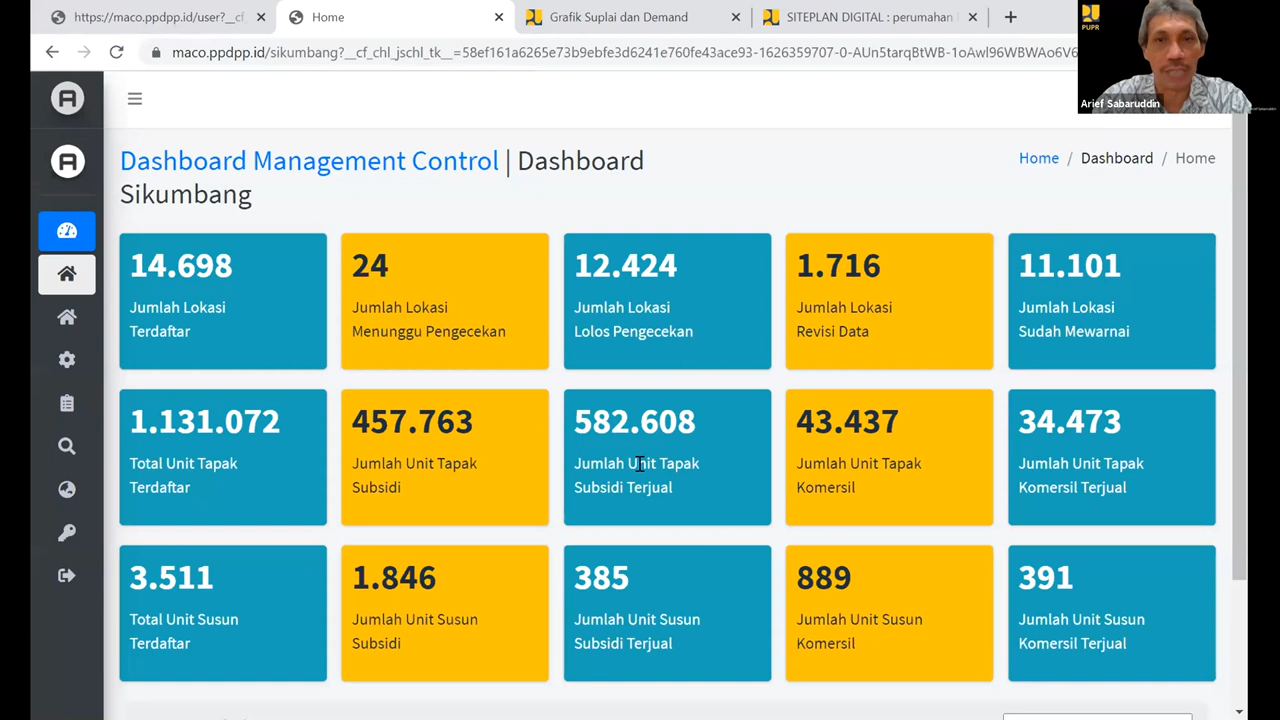 https://maco.ppdpp.id/user?__cf
Home
Grafik Suplai dan Demand
SITEPLAN DIGITAL : perumahan
maco.ppdpp.id/sikumbang?__cf_chl_jschl_tk__=58ef161a6265e73b9ebfe3d6241e760fe43ace93-1626359707-0-AUn5tarqBtWB-1oAwl96WBWAo6V6
PUPR
Arief Sabaruddin
Dashboard Management Control | Dashboard
Sikumbang
Home / Dashboard / Home
14.698
Jumlah Lokasi
Terdaftar
24
Jumlah Lokasi
Menunggu Pengecekan
12.424
Jumlah Lokasi
Lolos Pengecekan
1.716
Jumlah Lokasi
Revisi Data
11.101
Jumlah Lokasi
Sudah Mewarnai
1.131.072
Total Unit Tapak
Terdaftar
457.763
Jumlah Unit Tapak
Subsidi
582.608
Jumlah Unit Tapak
Subsidi Terjual
43.437
Jumlah Unit Tapak
Komersil
34.473
Jumlah Unit Tapak
Komersil Terjual
3.511
Total Unit Susun
Terdaftar
1.846
Jumlah Unit Susun
Subsidi
385
Jumlah Unit Susun
Subsidi Terjual
889
Jumlah Unit Susun
Komersil
391
Jumlah Unit Susun
Komersil Terjual